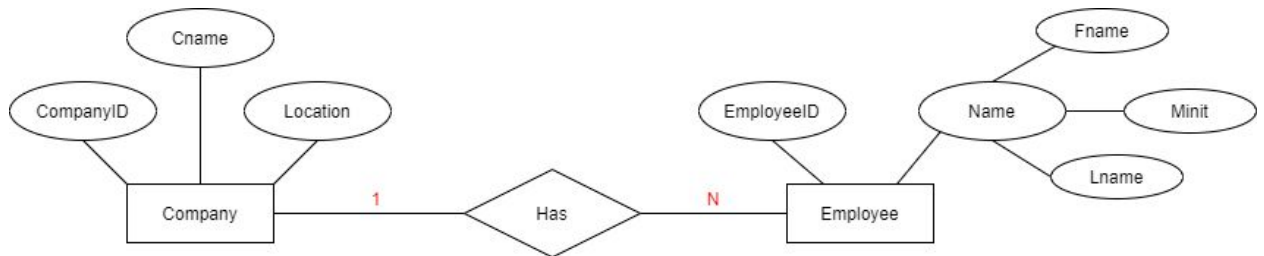 Cname
Fname
CompanyID
Location
EmployeeID
Name
Minit
Lname
Company
1
Has
N
Employee